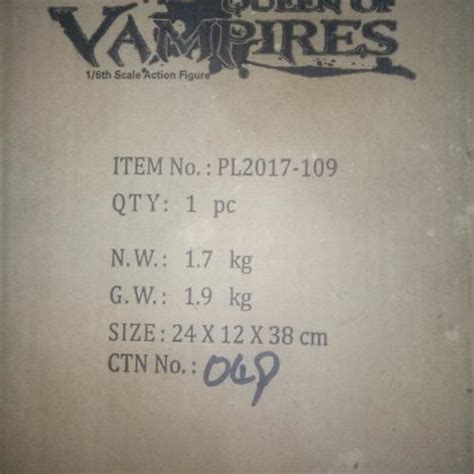 QUEEN OF
VAMPIRES
1/6th Scale Action Figure
ITEM No.: PL2017-109
QTY: 1 pc
N.W.: 1.7 kg
G.W.: 1.9 kg
SIZE: 24 X 12 X 38 cm
CTN No.: